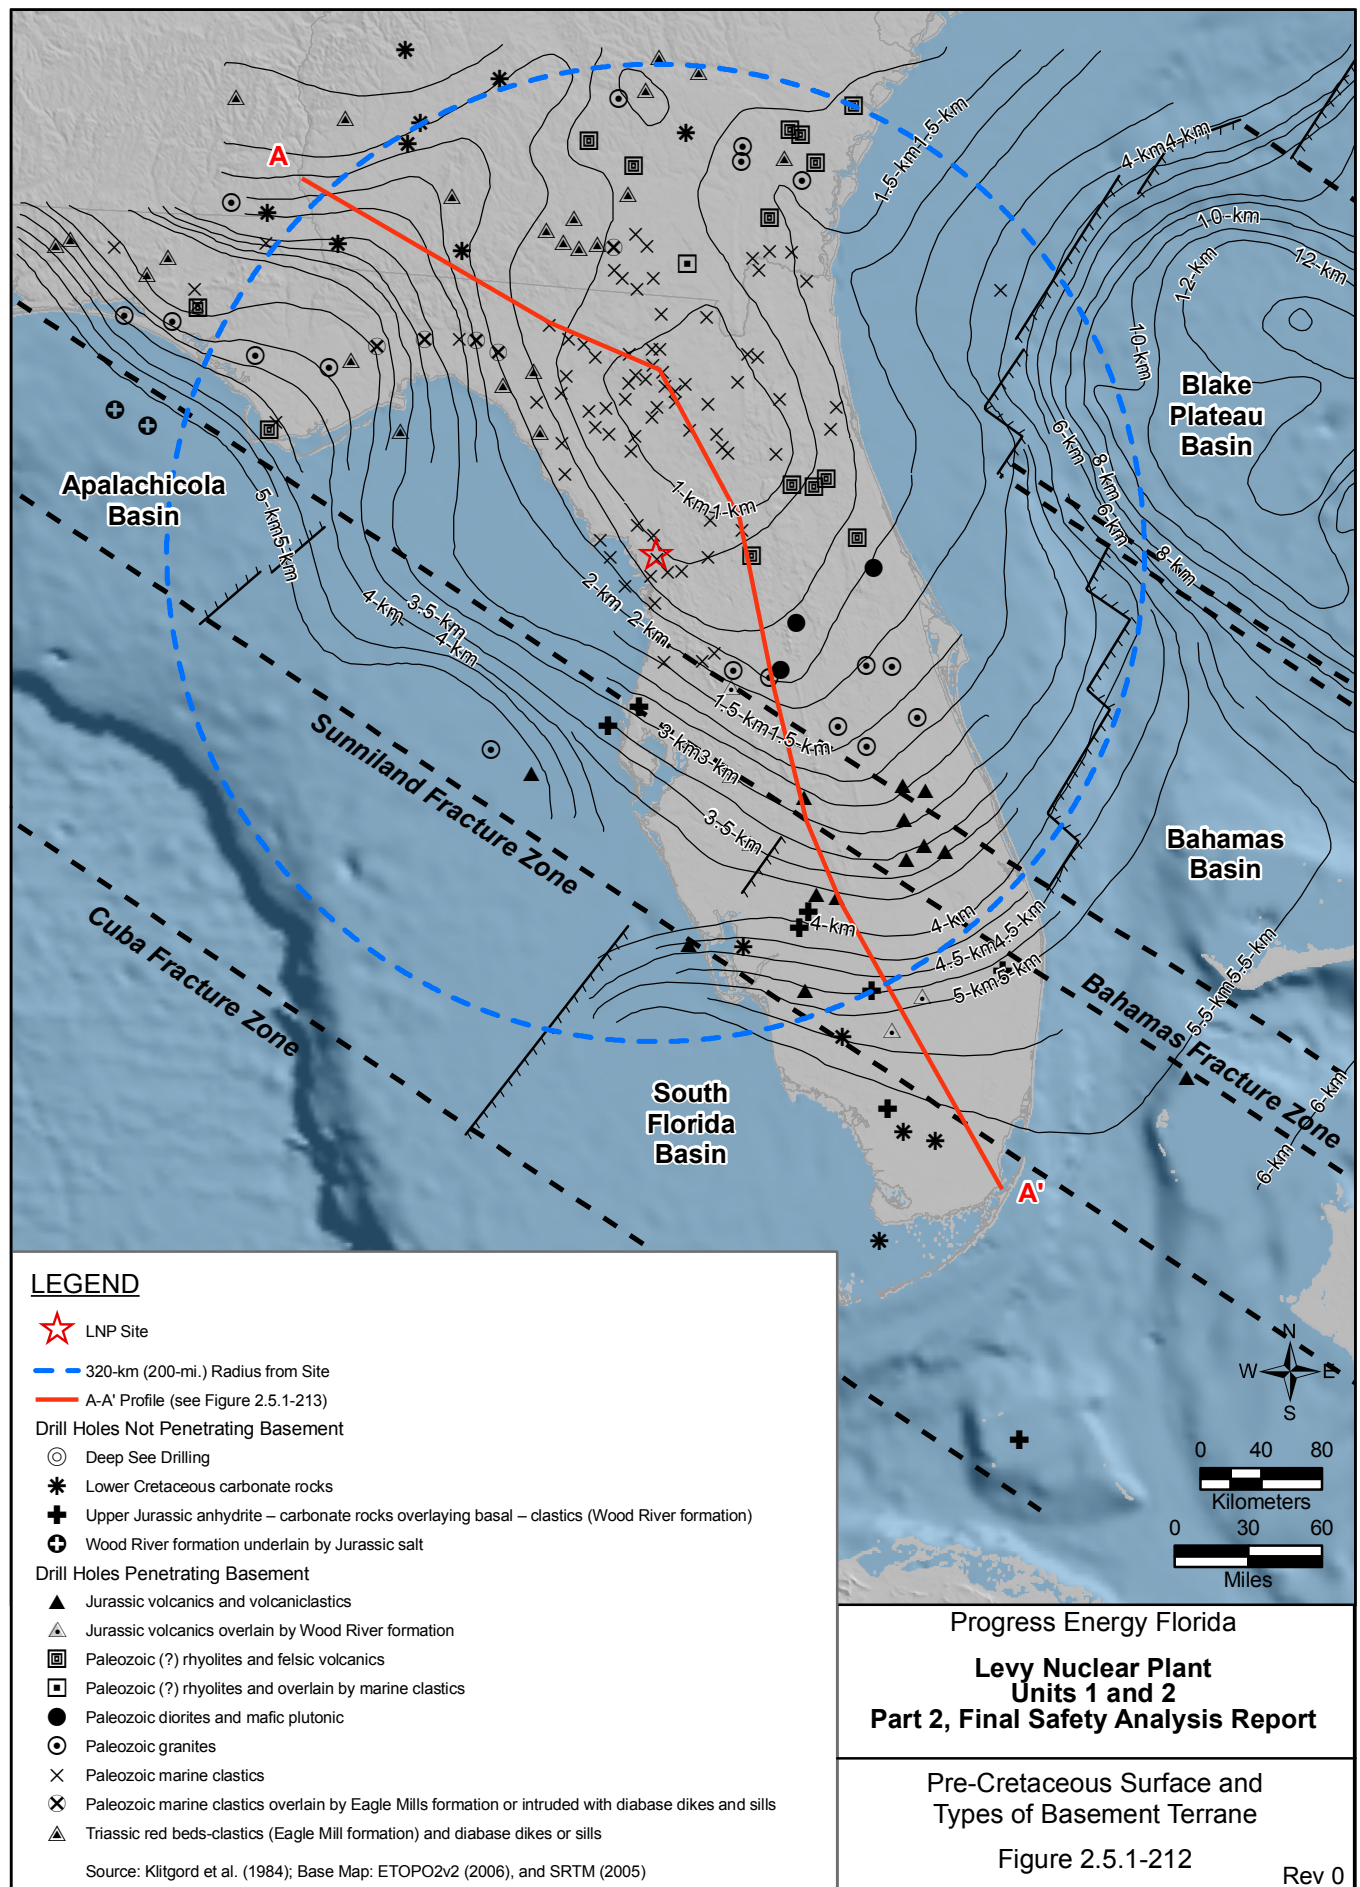 A
1.5-km
1.5-km
4-km
4-km
10-km
12-km
12-km
10-km
Blake
Plateau
Basin
6-km
8-km
6-km
8-km
Apalachicola
Basin
1-km
1-km
5-km
5-km
2-km
2-km
4-km
3.5-km
4-km
1.5-km
1.5-km
3-km
3-km
3.5-km
Sunniland Fracture Zone
Bahamas
Basin
Cuba Fracture Zone
4-km
4-km
4.5-km
4.5-km
5-km
5-km
5.5-km
5.5-km
Bahamas Fracture Zone
6-km
6-km
South
Florida
Basin
A'
N
W E
S
0 40 80
Kilometers
0 30 60
Miles
LEGEND
LNP Site
320-km (200-mi.) Radius from Site
A-A' Profile (see Figure 2.5.1-213)
Drill Holes Not Penetrating Basement
Deep See Drilling
Lower Cretaceous carbonate rocks
Upper Jurassic anhydrite – carbonate rocks overlaying basal – clastics (Wood River formation)
Wood River formation underlain by Jurassic salt
Drill Holes Penetrating Basement
Jurassic volcanics and volcaniclastics
Jurassic volcanics overlain by Wood River formation
Paleozoic (?) rhyolites and felsic volcanics
Paleozoic (?) rhyolites and overlain by marine clastics
Paleozoic diorites and mafic plutonic
Paleozoic granites
Paleozoic marine clastics
Paleozoic marine clastics overlain by Eagle Mills formation or intruded with diabase dikes and sills
Triassic red beds-clastics (Eagle Mill formation) and diabase dikes or sills
Source: Klitgord et al. (1984); Base Map: ETOPO2v2 (2006), and SRTM (2005)
Progress Energy Florida
Levy Nuclear Plant
Units 1 and 2
Part 2, Final Safety Analysis Report
Pre-Cretaceous Surface and
Types of Basement Terrane
Figure 2.5.1-212
Rev 0